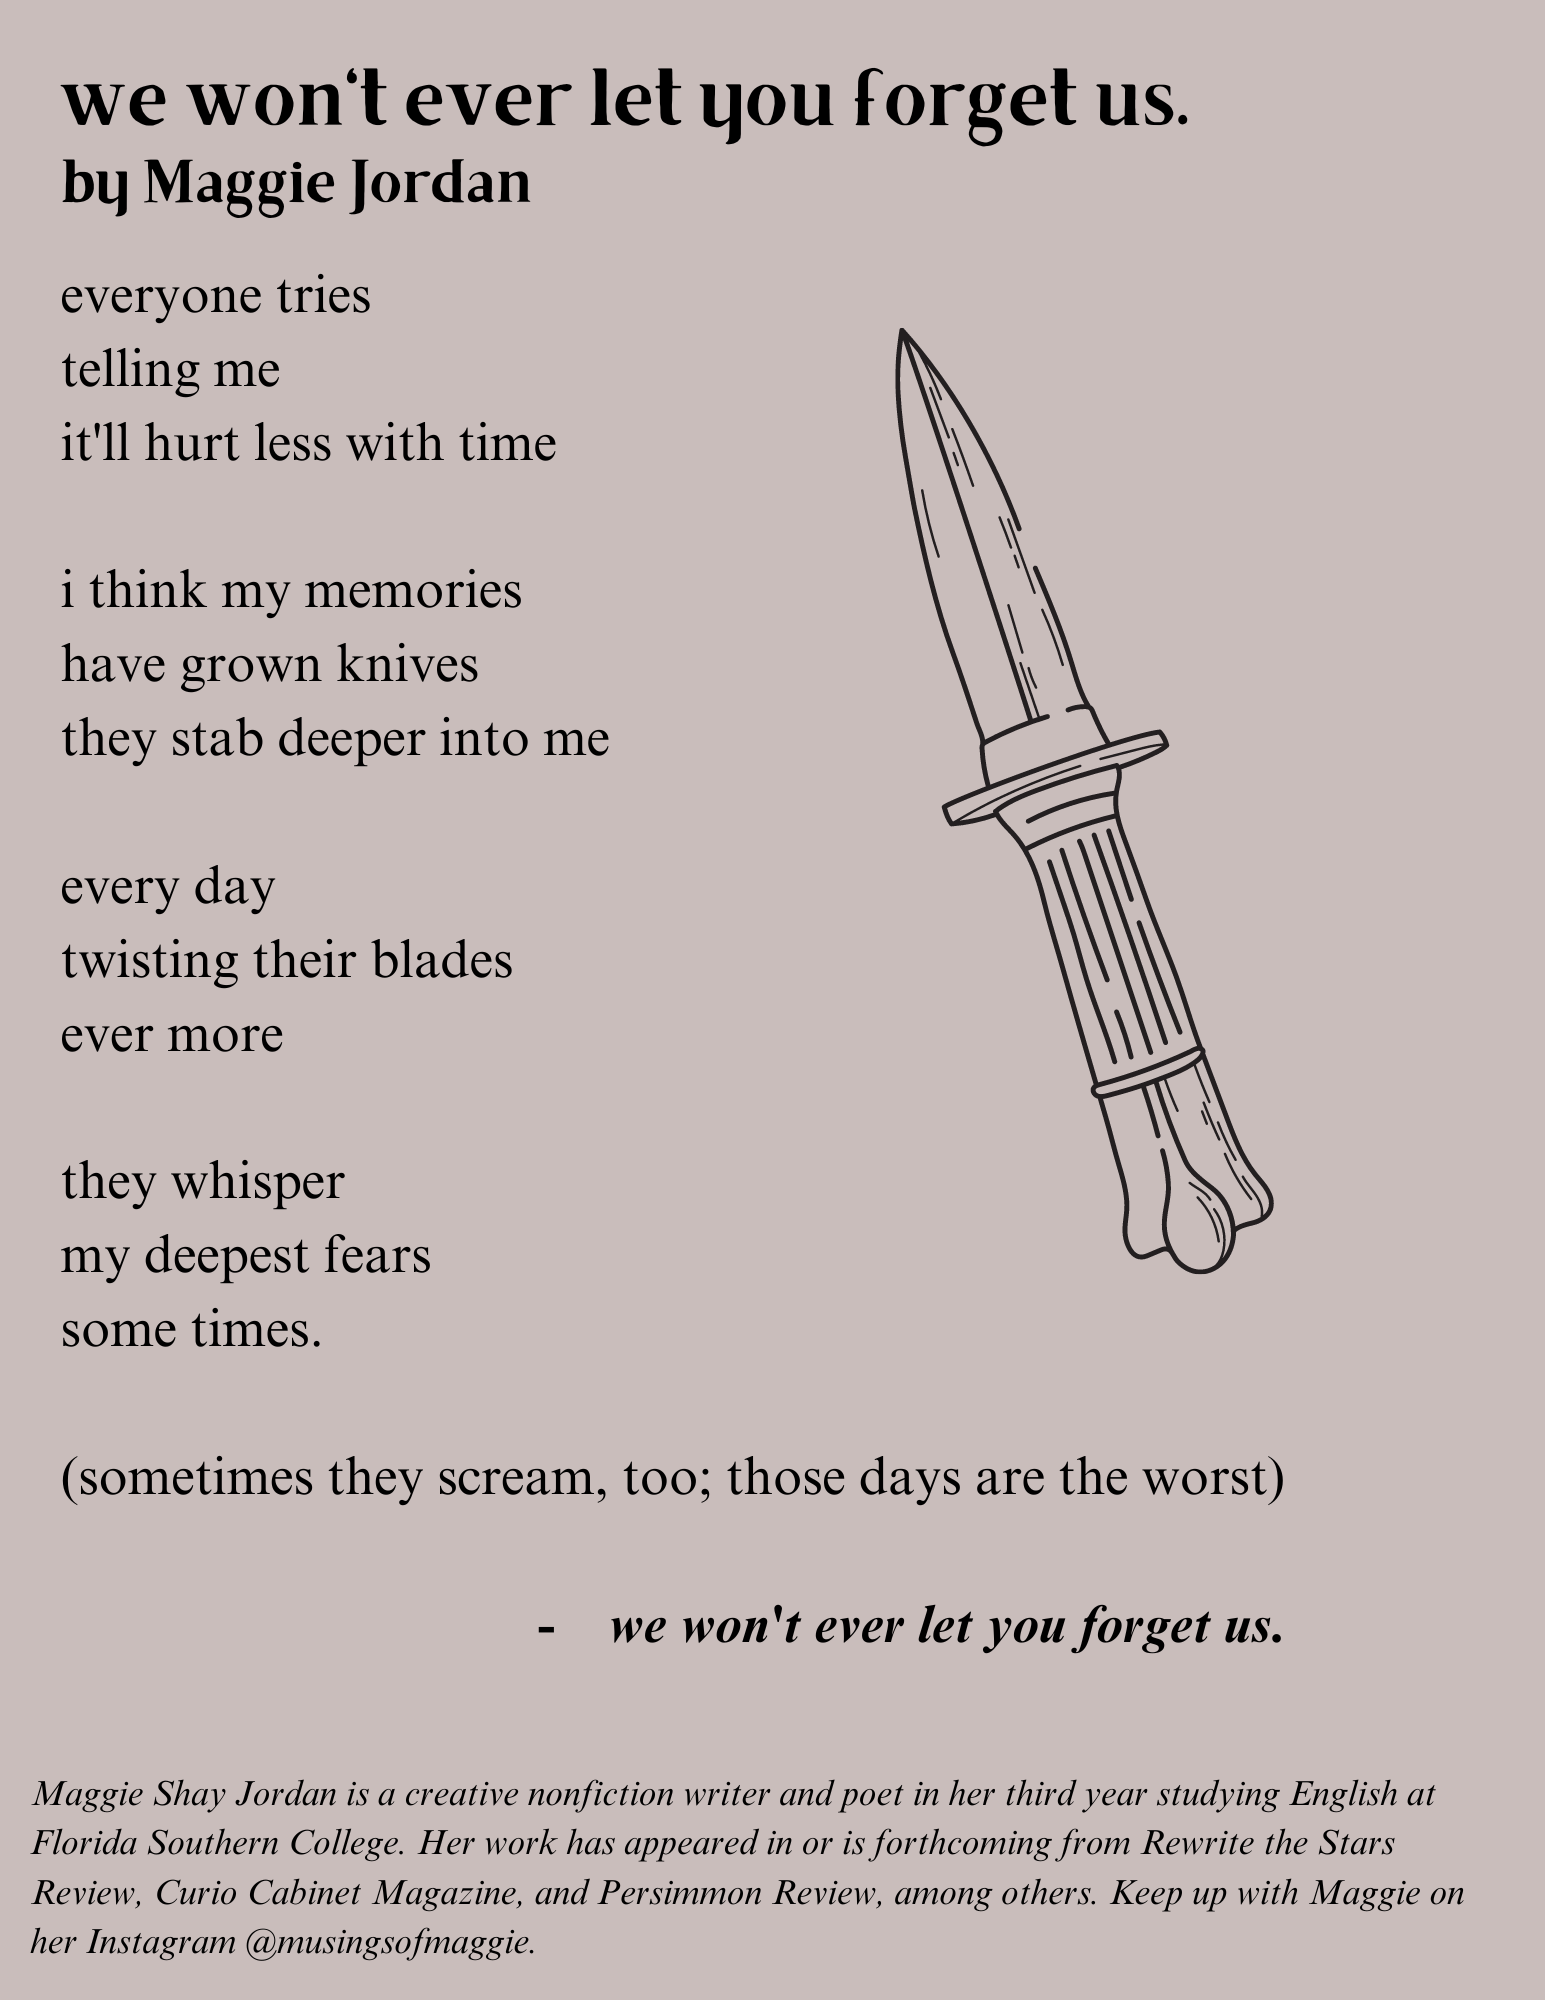 we won‘t ever let you forget us.
by Maggie Jordan
everyone tries
telling me
it'll hurt less with time
i think my memories
have grown knives
they stab deeper into me
every day
twisting their blades
ever more
they whisper
my deepest fears
some times.
(sometimes they scream, too; those days are the worst)
- we won't ever let you forget us.
Maggie Shay Jordan is a creative nonfiction writer and poet in her third year studying English at
Florida Southern College. Her work has appeared in or is forthcoming from Rewrite the Stars
Review, Curio Cabinet Magazine, and Persimmon Review, among others. Keep up with Maggie on
her Instagram @musingsofmaggie.